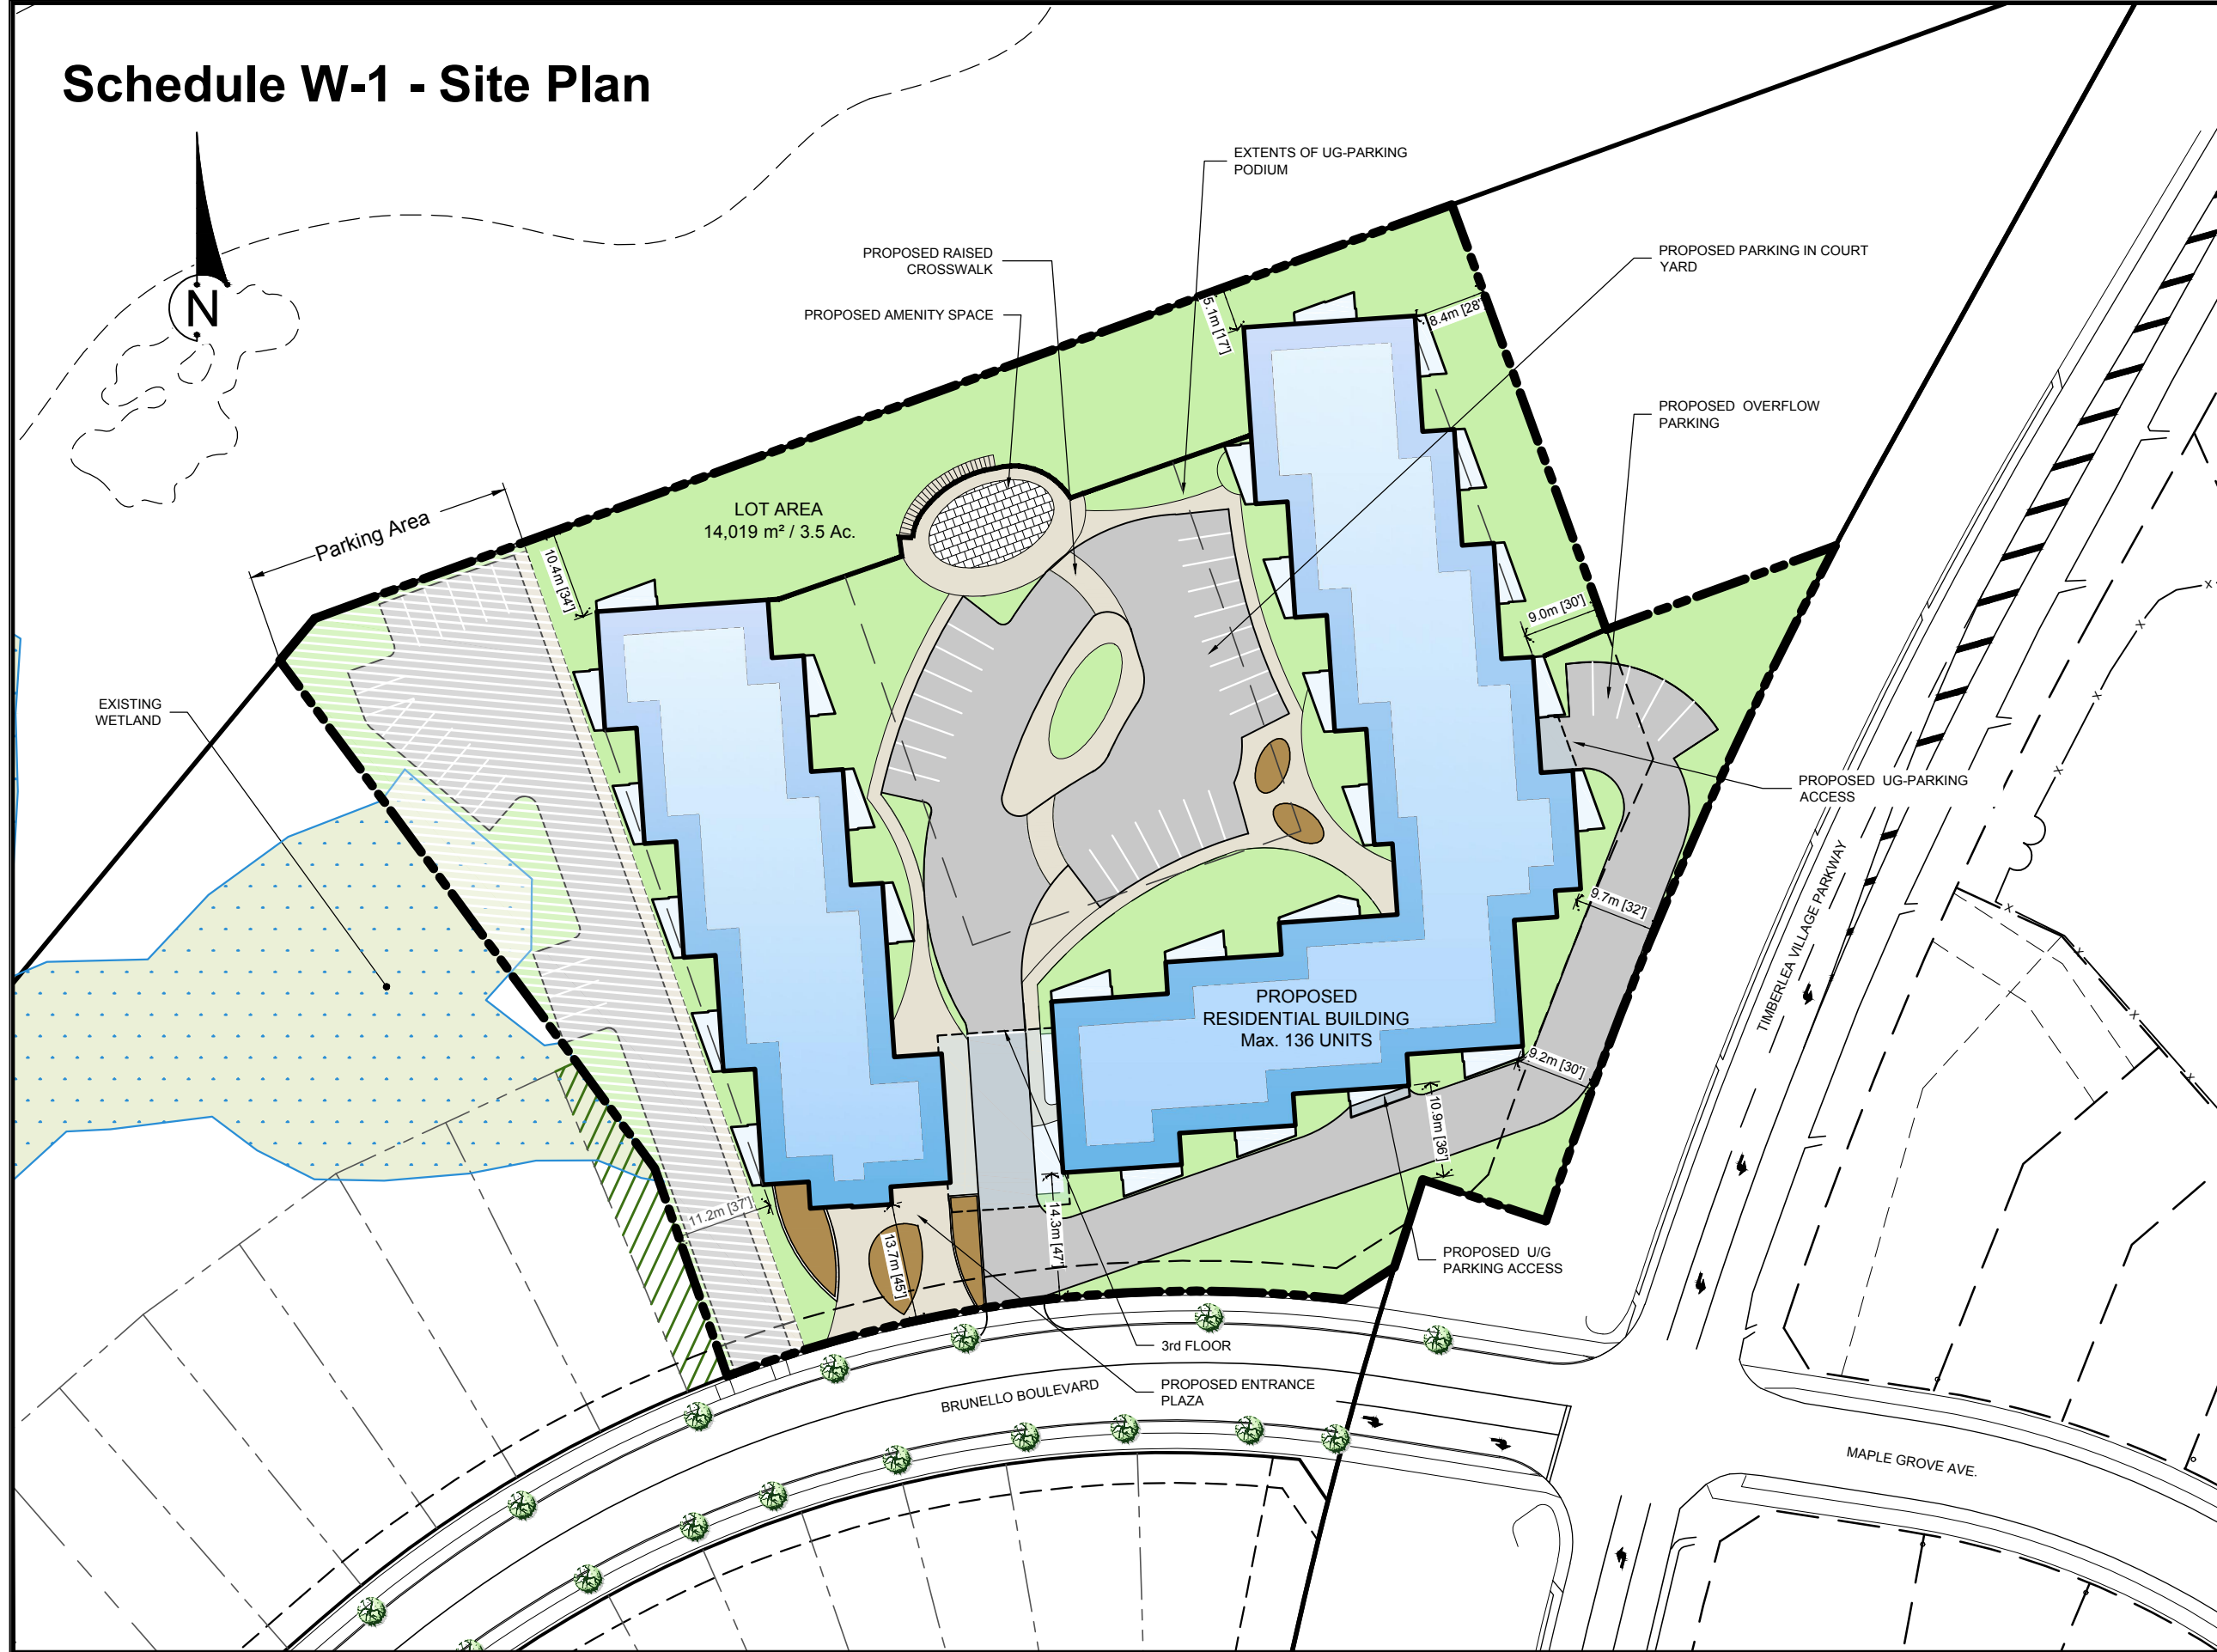 Schedule W-1 - Site Plan
N
EXTENTS OF UG-PARKING
PODIUM
PROPOSED RAISED
CROSSWALK
PROPOSED AMENITY SPACE
PROPOSED PARKING IN COURT
YARD
5.1m [17']
8.4m [28'
PROPOSED OVERFLOW
PARKING
LOT AREA
14,019 m² / 3.5 Ac.
Parking Area
10.4m [34']
9.0m [30']
EXISTING
WETLAND
PROPOSED UG-PARKING
ACCESS
9.7m [32']
TIMBERLEA VILLAGE PARKWAY
PROPOSED
RESIDENTIAL BUILDING
Max. 136 UNITS
9.2m [30']
10.9m [36']
11.2m [37']
14.3m [47'
13.7m [45']
PROPOSED U/G
PARKING ACCESS
3rd FLOOR
PROPOSED ENTRANCE
PLAZA
BRUNELLO BOULEVARD
MAPLE GROVE AVE.